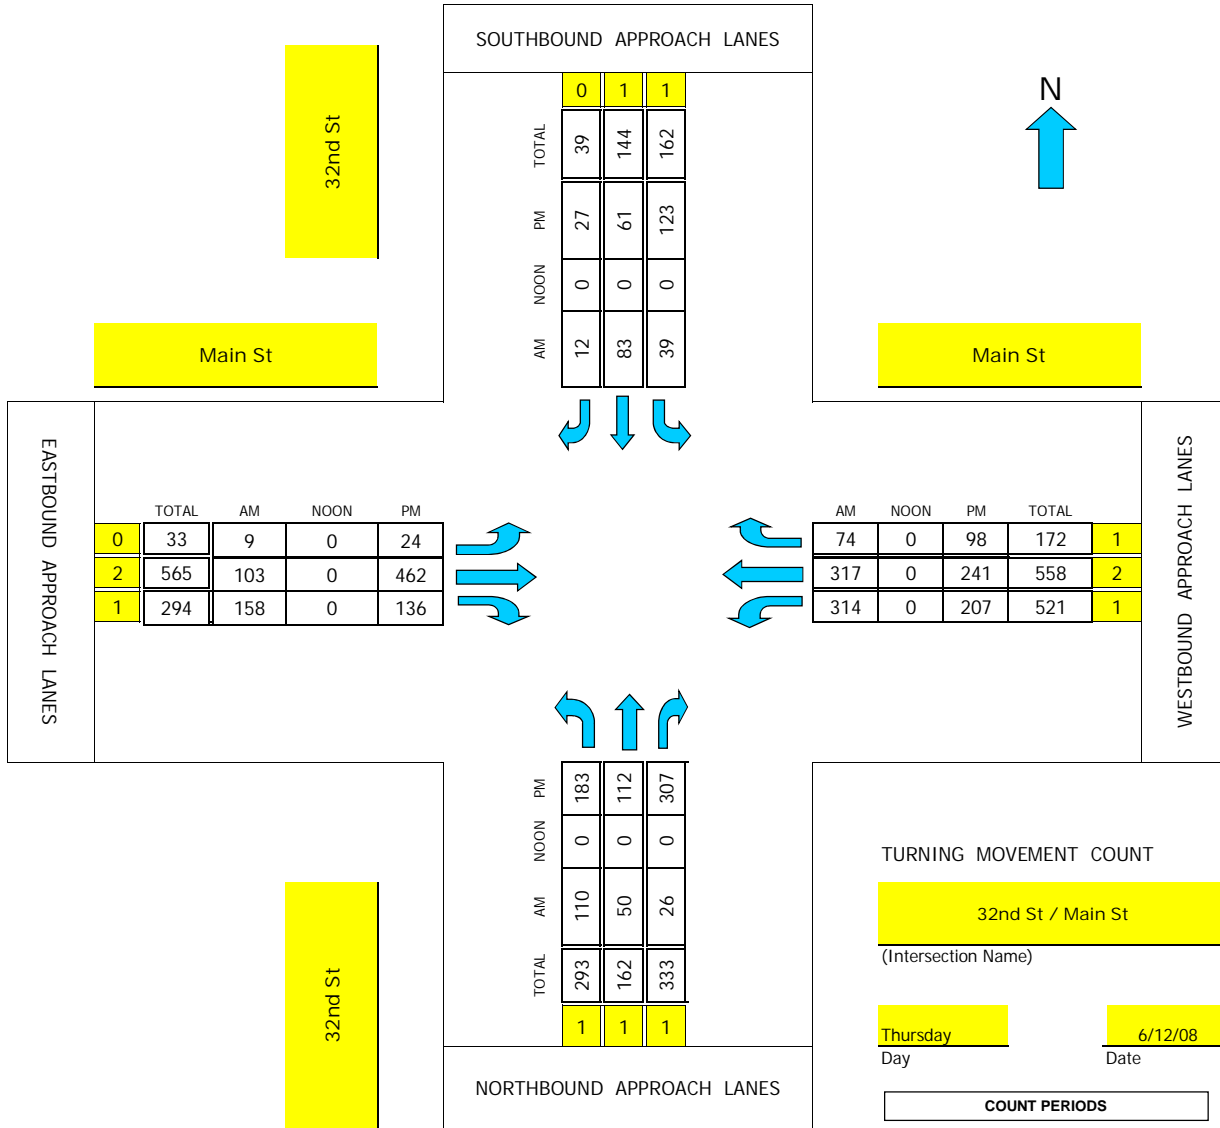 SOUTHBOUND APPROACH LANES
0 1 1
N
32nd St
TOTAL 39 144 162
PM 27 61 123
NOON 0 0 0
AM 12 83 39
Main St
Main St
EASTBOUND APPROACH LANES
WESTBOUND APPROACH LANES
TOTAL AM NOON PM
0 33 9 0 24
2 565 103 0 462
1 294 158 0 136
AM NOON PM TOTAL
74 0 98 172 1
317 0 241 558 2
314 0 207 521 1
PM 183 112 307
NOON 0 0 0
AM 110 50 26
TOTAL 293 162 333
1 1 1
32nd St
NORTHBOUND APPROACH LANES
TURNING MOVEMENT COUNT
32nd St / Main St
(Intersection Name)
Thursday 6/12/08
Day Date
COUNT PERIODS